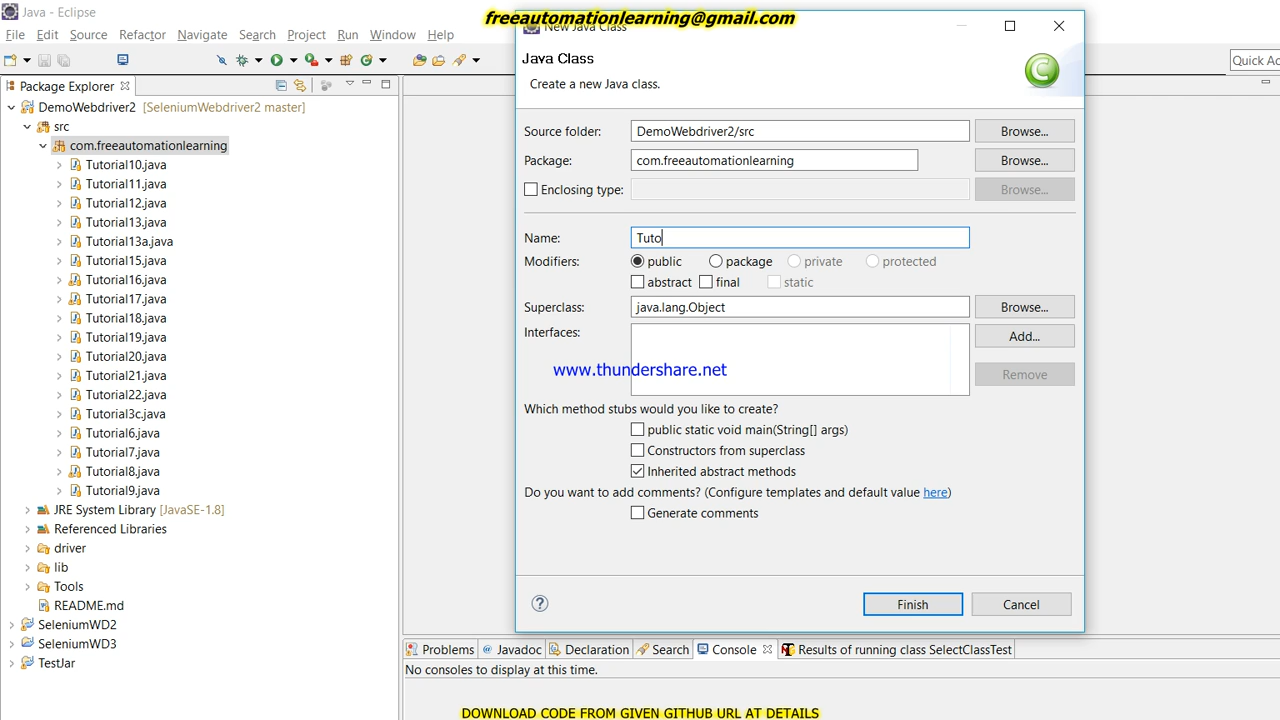 Java - Eclipse
freeautomationlearning@gmail.com
New Java Class
File Edit Source Refactor Navigate Search Project Run Window Help
Quick Ac
Package Explorer
DemoWebdriver2 [SeleniumWebdriver2 master]
src
com.freeautomationlearning
Tutorial10.java
Tutorial11.java
Tutorial12.java
Tutorial13.java
Tutorial13a.java
Tutorial15.java
Tutorial16.java
Tutorial17.java
Tutorial18.java
Tutorial19.java
Tutorial20.java
Tutorial21.java
Tutorial22.java
Tutorial3c.java
Tutorial6.java
Tutorial7.java
Tutorial8.java
Tutorial9.java
JRE System Library [JavaSE-1.8]
Referenced Libraries
driver
lib
Tools
README.md
SeleniumWD2
SeleniumWD3
TestJar
Java Class
Create a new Java class.
Source folder: DemoWebdriver2/src Browse...
Package: com.freeautomationlearning Browse...
Enclosing type: Browse...
Name: Tuto
Modifiers: public package private protected
abstract final static
Superclass: java.lang.Object Browse...
Interfaces: Add...
www.thundershare.net Remove
Which method stubs would you like to create?
public static void main(String[] args)
Constructors from superclass
Inherited abstract methods
Do you want to add comments? (Configure templates and default value here)
Generate comments
Finish Cancel
Problems Javadoc Declaration Search Console Results of running class SelectClassTest
No consoles to display at this time.
DOWNLOAD CODE FROM GIVEN GITHUB URL AT DETAILS